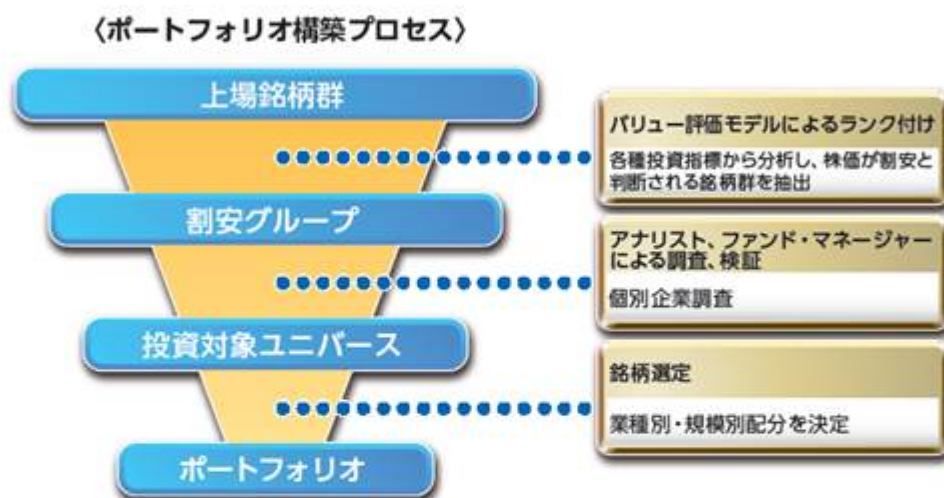 〈ポートフォリオ構築プロセス〉
上場銘柄群
バリュー評価モデルによるランク付け
各種投資指標から分析し、株価が割安と
判断される銘柄群を抽出
割安グループ
アナリスト、ファンド・マネージャー
による調査、検証
個別企業調査
投資対象ユニバース
銘柄選定
業種別・規模別配分を決定
ポートフォリオ